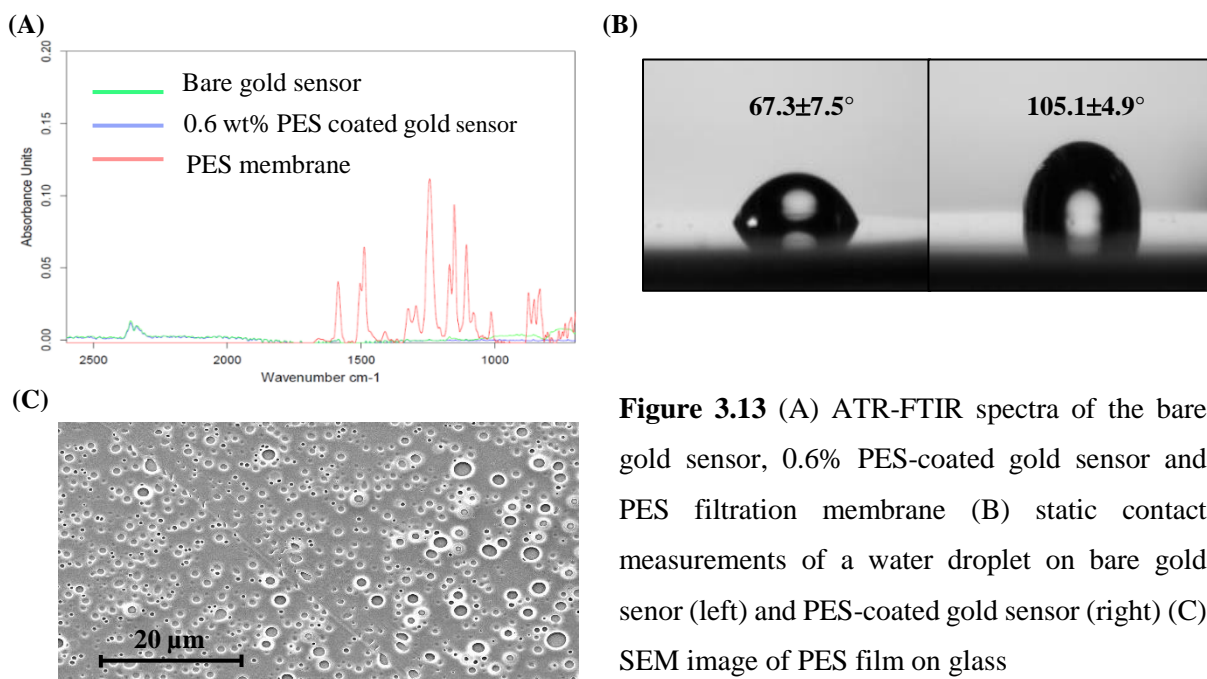 (A)
0.20
0.15
0.10
0.05
0.00
Absorbance Units
Bare gold sensor
0.6 wt% PES coated gold sensor
PES membrane
2500 2000 1500 1000
Wavenumber cm-1
(B)
67.3±7.5° 105.1±4.9°
(C)
20 µm
Figure 3.13 (A) ATR-FTIR spectra of the bare
gold sensor, 0.6% PES-coated gold sensor and
PES filtration membrane (B) static contact
measurements of a water droplet on bare gold
senor (left) and PES-coated gold sensor (right) (C)
SEM image of PES film on glass